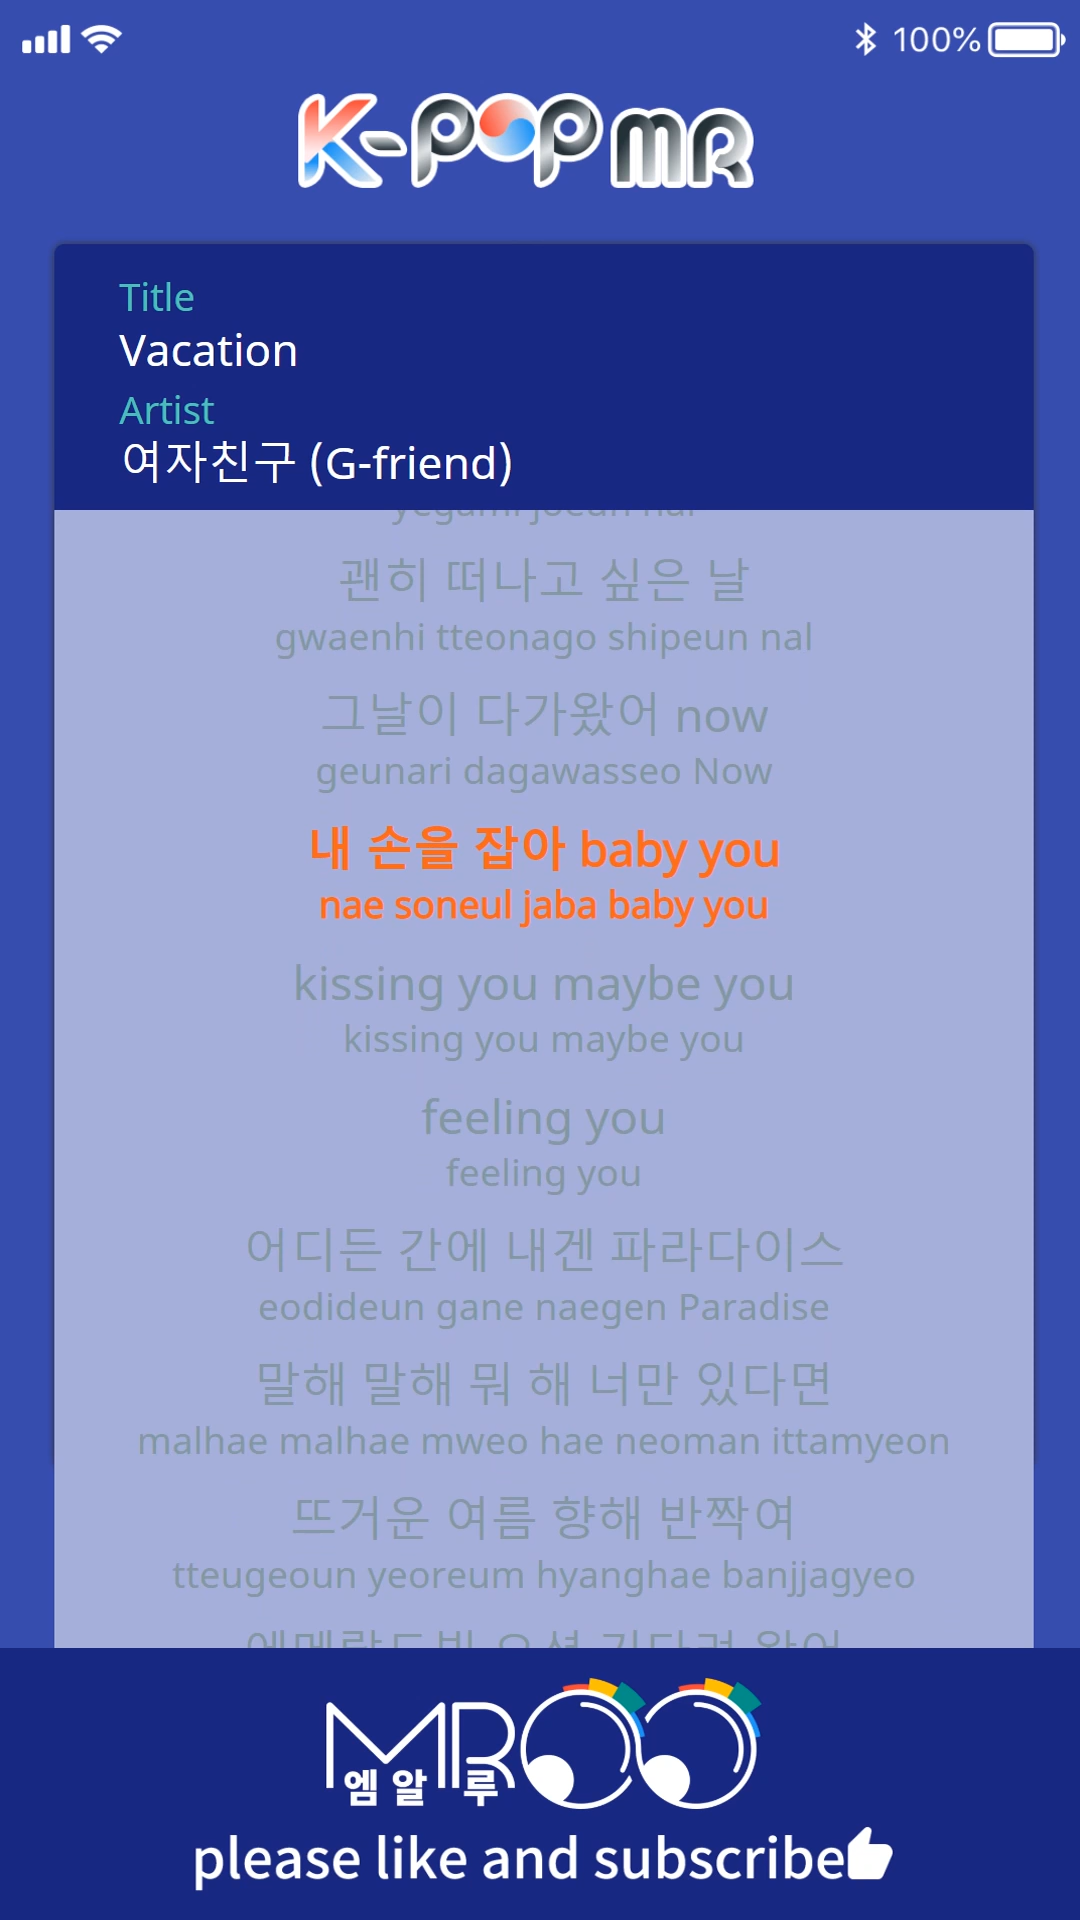 100%
K-POP MR
Title
Vacation
Artist
여자친구 (G-friend)
yegami joeun nal
괜히 떠나고 싶은 날
gwaenhi tteonago shipeun nal
그날이 다가왔어 now
geunari dagawasseo Now
내 손을 잡아 baby you
nae soneul jaba baby you
kissing you maybe you
kissing you maybe you
feeling you
feeling you
어디든 간에 내겐 파라다이스
eodideun gane naegen Paradise
말해 말해 뭐 해 너만 있다면
malhae malhae mweo hae neoman ittamyeon
뜨거운 여름 향해 반짝여
tteugeoun yeoreum hyanghae banjjagyeo
MROO
엠알루
please like and subscribe